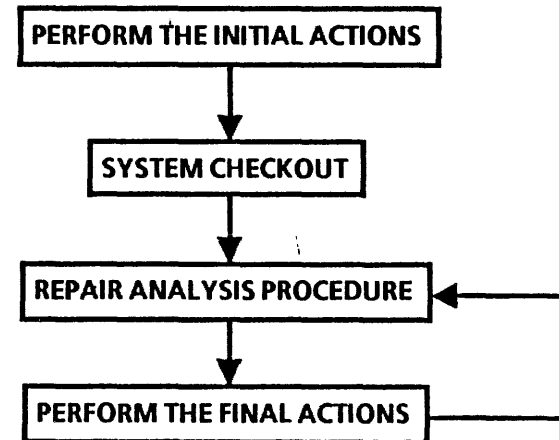 PERFORM THE INITIAL ACTIONS
SYSTEM CHECKOUT
REPAIR ANALYSIS PROCEDURE
PERFORM THE FINAL ACTIONS